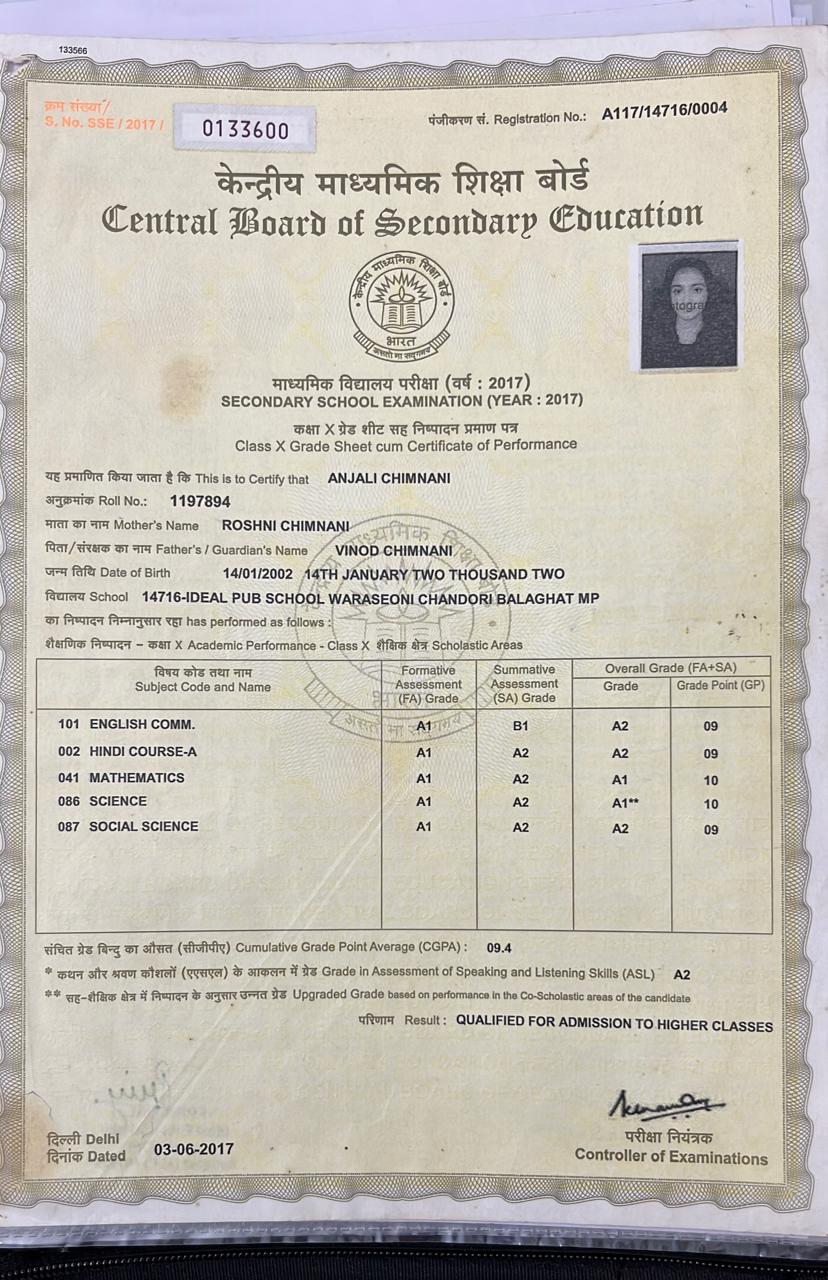 133566
क्रम संख्या/
S. No. SSE / 2017 /
0133600
पंजीकरण सं. Registration No.: A117/14716/0004
केन्द्रीय माध्यमिक शिक्षा बोर्ड
Central Board of Secondary Education
केन्द्रीय माध्यमिक शिक्षा बोर्ड
भारत
असतो मा सद्गमय
togra
माध्यमिक विद्यालय परीक्षा (वर्ष : 2017)
SECONDARY SCHOOL EXAMINATION (YEAR : 2017)
कक्षा X ग्रेड शीट सह निष्पादन प्रमाण पत्र
Class X Grade Sheet cum Certificate of Performance
यह प्रमाणित किया जाता है कि This is to Certify that ANJALI CHIMNANI
अनुक्रमांक Roll No.: 1197894
माता का नाम Mother's Name ROSHNI CHIMNANI
पिता/संरक्षक का नाम Father's / Guardian's Name VINOD CHIMNANI
जन्म तिथि Date of Birth 14/01/2002 14TH JANUARY TWO THOUSAND TWO
विद्यालय School 14716-IDEAL PUB SCHOOL WARASEONI CHANDORI BALAGHAT MP
का निष्पादन निम्नानुसार रहा has performed as follows :
शैक्षणिक निष्पादन – कक्षा X Academic Performance - Class X शैक्षिक क्षेत्र Scholastic Areas
विषय कोड तथा नाम Subject Code and Name
Formative Assessment (FA) Grade
Summative Assessment (SA) Grade
Overall Grade (FA+SA)
Grade Grade Point (GP)
101 ENGLISH COMM. A1 B1 A2 09
002 HINDI COURSE-A A1 A2 A2 09
041 MATHEMATICS A1 A2 A1 10
086 SCIENCE A1 A2 A1** 10
087 SOCIAL SCIENCE A1 A2 A2 09
संचित ग्रेड बिन्दु का औसत (सीजीपीए) Cumulative Grade Point Average (CGPA) : 09.4
* कथन और श्रवण कौशलों (एएसएल) के आकलन में ग्रेड Grade in Assessment of Speaking and Listening Skills (ASL) A2
** सह-शैक्षिक क्षेत्र में निष्पादन के अनुसार उन्नत ग्रेड Upgraded Grade based on performance in the Co-Scholastic areas of the candidate
परिणाम Result : QUALIFIED FOR ADMISSION TO HIGHER CLASSES
दिल्ली Delhi
दिनांक Dated 03-06-2017
परीक्षा नियंत्रक
Controller of Examinations